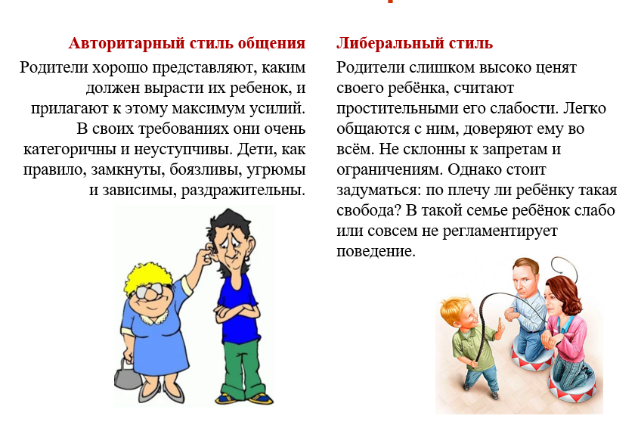 Авторитарный стиль общения
Родители хорошо представляют, каким
должен вырасти их ребенок, и
прилагают к этому максимум усилий.
В своих требованиях они очень
категоричны и неуступчивы. Дети, как
правило, замкнуты, боязливы, угрюмы
и зависимы, раздражительны.
Либеральный стиль
Родители слишком высоко ценят
своего ребёнка, считают
простительными его слабости. Легко
общаются с ним, доверяют ему во
всём. Не склонны к запретам и
ограничениям. Однако стоит
задуматься: по плечу ли ребёнку такая
свобода? В такой семье ребёнок слабо
или совсем не регламентирует
поведение.